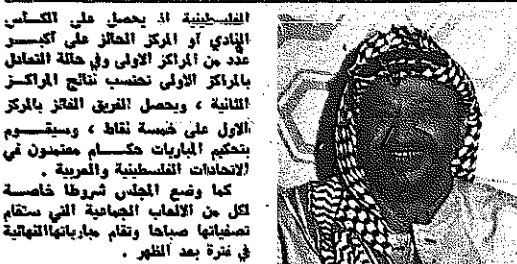 الفلسطينية اذ يحصل على الكأس
النادي او المركز الحائز على أكبر
عدد من المراكز الاولى وفي حالة التعادل
بالمراكز الاولى تحتسب نتائج المراكز
الثانية ، ويحصل الفريق الفائز بالمركز
الاول على خمسة نقاط ، وسيقوم
بتحكيم المباريات حكام معتمدون في
الاتحادات الفلسطينية والعربية .
كما وضع المجلس شروطا خاصة
لكل من الالعاب الجماعية التي ستقام
تصفياتها صباحا وتقام مبارياتها النهائية
في فترة بعد الظهر .